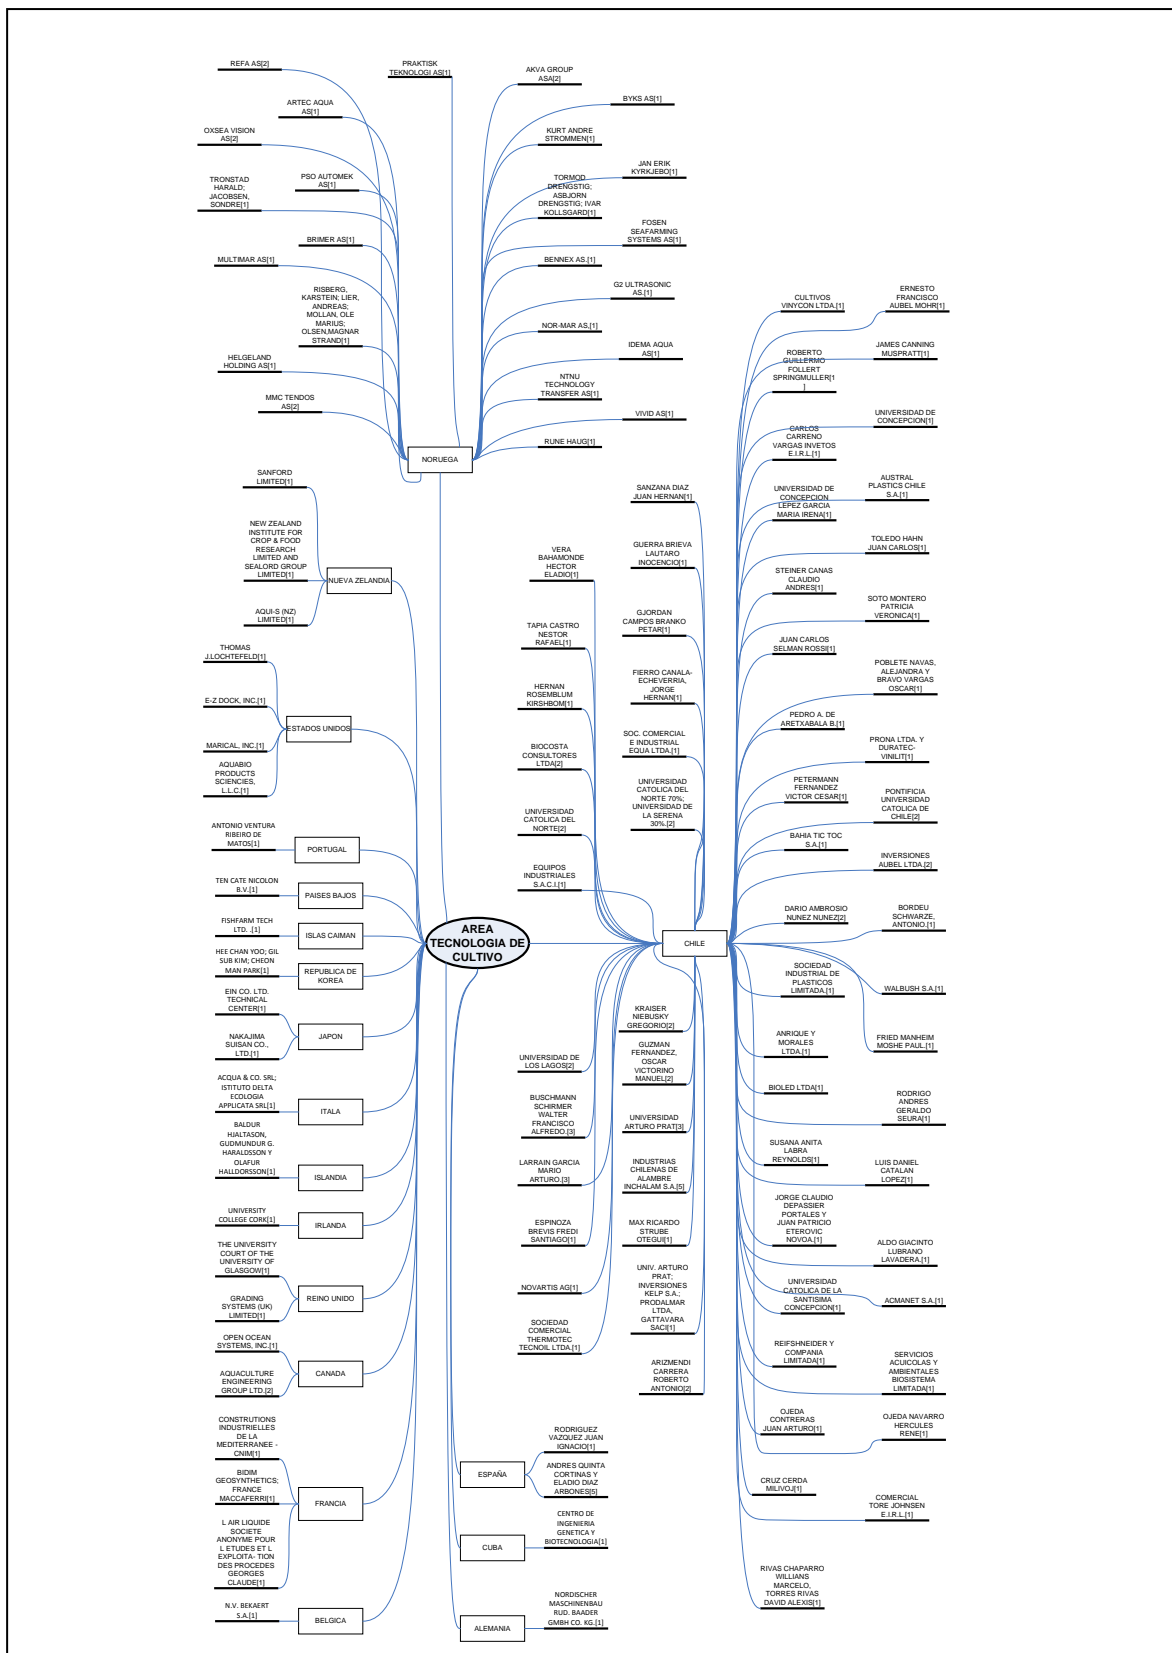 REFA AS[2]
PRAKTISK
TEKNOLOGI AS[1]
AKVA GROUP
ASA[2]
BYKS AS[1]
ARTEC AQUA
AS[1]
OXSEA VISION
AS[2]
KURT ANDRE
STROMMEN[1]
JAN ERIK
KYRKJEBO[1]
TRONSTAD
HARALD;
JACOBSEN,
SONDRE[1]
PSO AUTOMEK
AS[1]
TORMOD
DRENGSTIG;
ASBJORN
DRENGSTIG; IVAR
KOLLSGARD[1]
FOSEN
SEAFARMING
SYSTEMS AS[1]
BRIMER AS[1]
MULTIMAR AS[1]
BENNEX AS.[1]
G2 ULTRASONIC
AS.[1]
RISBERG,
KARSTEIN; LIER,
ANDREAS;
MOLLAN, OLE
MARIUS;
OLSEN,MAGNAR
STRAND[1]
NOR-MAR AS,[1]
IDEMA AQUA
AS[1]
HELGELAND
HOLDING AS[1]
NTNU
TECHNOLOGY
TRANSFER AS[1]
MMC TENDOS
AS[2]
VIVID AS[1]
RUNE HAUG[1]
NORUEGA
SANFORD
LIMITED[1]
NEW ZEALAND
INSTITUTE FOR
CROP & FOOD
RESEARCH
LIMITED AND
SEALORD GROUP
LIMITED[1]
AQUI-S (NZ)
LIMITED[1]
NUEVA ZELANDIA
THOMAS
J.LOCHTEFELD[1]
E-Z DOCK, INC.[1]
MARICAL, INC.[1]
AQUABIO
PRODUCTS
SCIENCIES,
L.L.C.[1]
ESTADOS UNIDOS
ANTONIO VENTURA
RIBEIRO DE
MATOS[1]
PORTUGAL
TEN CATE NICOLON
B.V.[1]
PAISES BAJOS
FISHFARM TECH
LTD. .[1]
ISLAS CAIMAN
HEE CHAN YOO; GIL
SUB KIM; CHEON
MAN PARK[1]
REPUBLICA DE
KOREA
EIN CO. LTD.
TECHNICAL
CENTER[1]
NAKAJIMA
SUISAN CO.,
LTD.[1]
JAPON
ACQUA & CO. SRL;
ISTITUTO DELTA
ECOLOGIA
APPLICATA SRL[1]
ITALA
BALDUR
HJALTASON,
GUDMUNDUR G.
HARALDSSON Y
OLAFUR
HALLDORSSON[1]
ISLANDIA
UNIVERSITY
COLLEGE CORK[1]
IRLANDA
THE UNIVERSITY
COURT OF THE
UNIVERSITY OF
GLASGOW[1]
GRADING
SYSTEMS (UK)
LIMITED[1]
REINO UNIDO
OPEN OCEAN
SYSTEMS, INC.[1]
AQUACULTURE
ENGINEERING
GROUP LTD.[2]
CANADA
CONSTRUTIONS
INDUSTRIELLES
DE LA
MEDITERRANEE -
CNIM[1]
BIDIM
GEOSYNTHETICS;
FRANCE
MACCAFERRI[1]
L AIR LIQUIDE
SOCIETE
ANONYME POUR
L ETUDES ET L
EXPLOITA- TION
DES PROCEDES
GEORGES
CLAUDE[1]
FRANCIA
N.V. BEKAERT
S.A.[1]
BELGICA
AREA
TECNOLOGIA DE
CULTIVO
ESPAÑA
RODRIGUEZ
VAZQUEZ JUAN
IGNACIO[1]
ANDRES QUINTA
CORTINAS Y
ELADIO DIAZ
ARBONES[5]
CUBA
CENTRO DE
INGENIERIA
GENETICA Y
BIOTECNOLOGIA[1]
ALEMANIA
NORDISCHER
MASCHINENBAU
RUD. BAADER
GMBH CO. KG.[1]
SANZANA DIAZ
JUAN HERNAN[1]
VERA
BAHAMONDE
HECTOR
ELADIO[1]
GUERRA BRIEVA
LAUTARO
INOCENCIO[1]
TAPIA CASTRO
NESTOR
RAFAEL[1]
GJORDAN
CAMPOS BRANKO
PETAR[1]
HERNAN
ROSEMBLUM
KIRSHBOM[1]
FIERRO CANALA-
ECHEVERRIA,
JORGE
HERNAN[1]
BIOCOSTA
CONSULTORES
LTDA[2]
SOC. COMERCIAL
E INDUSTRIAL
EQUA LTDA.[1]
UNIVERSIDAD
CATOLICA DEL
NORTE[2]
UNIVERSIDAD
CATOLICA DEL
NORTE 70%;
UNIVERSIDAD DE
LA SERENA
30%.[2]
EQUIPOS
INDUSTRIALES
S.A.C.I.[1]
CHILE
KRAISER
NIEBUSKY
GREGORIO[2]
UNIVERSIDAD DE
LOS LAGOS[2]
GUZMAN
FERNANDEZ,
OSCAR
VICTORINO
MANUEL[2]
BUSCHMANN
SCHIRMER
WALTER
FRANCISCO
ALFREDO.[3]
UNIVERSIDAD
ARTURO PRAT[3]
LARRAIN GARCIA
MARIO
ARTURO.[3]
INDUSTRIAS
CHILENAS DE
ALAMBRE
INCHALAM S.A.[5]
ESPINOZA
BREVIS FREDI
SANTIAGO[1]
MAX RICARDO
STRUBE
OTEGUI[1]
NOVARTIS AG[1]
UNIV. ARTURO
PRAT;
INVERSIONES
KELP S.A.;
PRODALMAR
LTDA,
GATTAVARA
SACI[1]
SOCIEDAD
COMERCIAL
THERMOTEC
TECNOIL LTDA.[1]
ARIZMENDI
CARRERA
ROBERTO
ANTONIO[2]
CULTIVOS
VINYCON LTDA.[1]
ERNESTO
FRANCISCO
AUBEL MOHR[1]
ROBERTO
GUILLERMO
FOLLERT
SPRINGMULLER[1
]
JAMES CANNING
MUSPRATT[1]
UNIVERSIDAD DE
CONCEPCION[1]
CARLOS
CARRENO
VARGAS INVETOS
E.I.R.L.[1]
AUSTRAL
PLASTICS CHILE
S.A.[1]
UNIVERSIDAD DE
CONCEPCION
LEPEZ GARCIA
MARIA IRENA[1]
TOLEDO HAHN
JUAN CARLOS[1]
STEINER CANAS
CLAUDIO
ANDRES[1]
SOTO MONTERO
PATRICIA
VERONICA[1]
JUAN CARLOS
SELMAN ROSSI[1]
POBLETE NAVAS,
ALEJANDRA Y
BRAVO VARGAS
OSCAR[1]
PEDRO A. DE
ARETXABALA B.[1]
PRONA LTDA. Y
DURATEC-
VINILIT[1]
PETERMANN
FERNANDEZ
VICTOR CESAR[1]
PONTIFICIA
UNIVERSIDAD
CATOLICA DE
CHILE[2]
BAHIA TIC TOC
S.A.[1]
INVERSIONES
AUBEL LTDA.[2]
DARIO AMBROSIO
NUNEZ NUNEZ[2]
BORDEU
SCHWARZE,
ANTONIO.[1]
SOCIEDAD
INDUSTRIAL DE
PLASTICOS
LIMITADA.[1]
WALBUSH S.A.[1]
ANRIQUE Y
MORALES
LTDA.[1]
FRIED MANHEIM
MOSHE PAUL.[1]
BIOLED LTDA[1]
RODRIGO
ANDRES
GERALDO
SEURA[1]
SUSANA ANITA
LABRA
REYNOLDS[1]
LUIS DANIEL
CATALAN
LOPEZ[1]
JORGE CLAUDIO
DEPASSIER
PORTALES Y
JUAN PATRICIO
ETEROVIC
NOVOA.[1]
ALDO GIACINTO
LUBRANO
LAVADERA.[1]
UNIVERSIDAD
CATOLICA DE LA
SANTISIMA
CONCEPCION[1]
ACMANET S.A.[1]
REIFSHNEIDER Y
COMPANIA
LIMITADA[1]
SERVICIOS
ACUICOLAS Y
AMBIENTALES
BIOSISTEMA
LIMITADA[1]
OJEDA
CONTRERAS
JUAN ARTURO[1]
OJEDA NAVARRO
HERCULES
RENE[1]
CRUZ CERDA
MILIVOJ[1]
COMERCIAL
TORE JOHNSEN
E.I.R.L.[1]
RIVAS CHAPARRO
WILLIANS
MARCELO,
TORRES RIVAS
DAVID ALEXIS[1]